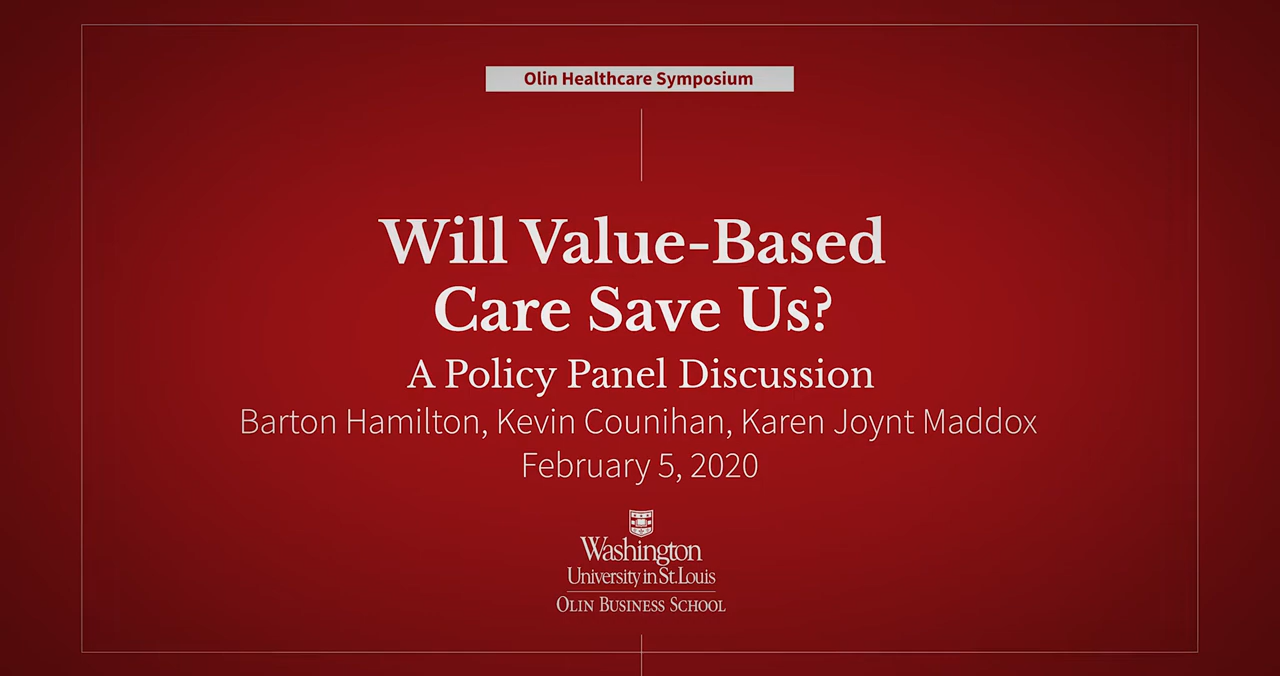 Olin Healthcare Symposium
Will Value-Based
Care Save Us?
A Policy Panel Discussion
Barton Hamilton, Kevin Counihan, Karen Joynt Maddox
February 5, 2020
Washington
University in St. Louis
OLIN BUSINESS SCHOOL